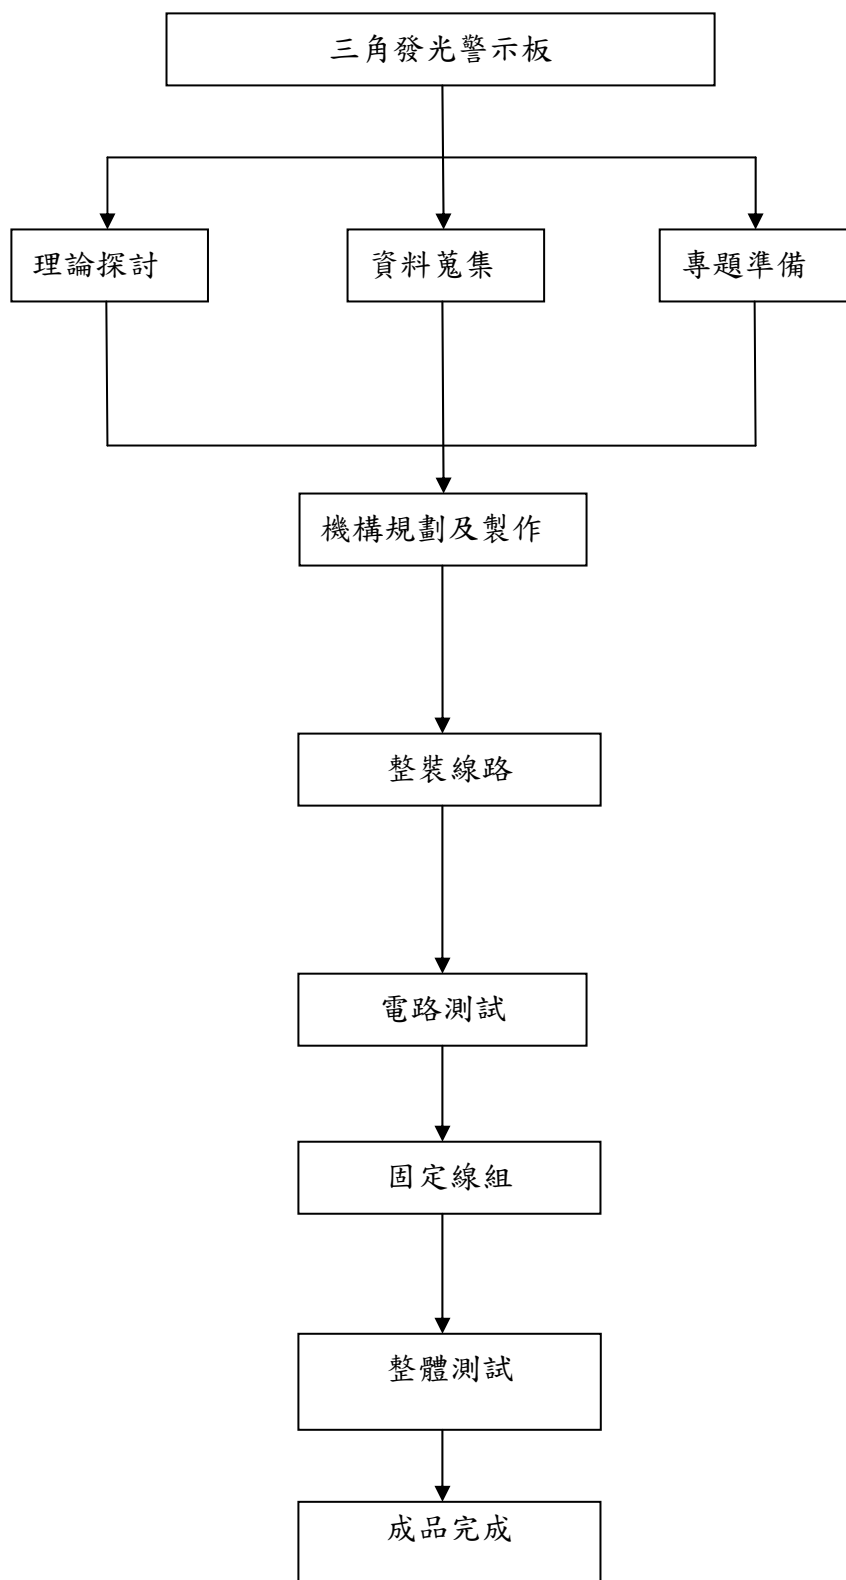 三角發光警示板
理論探討
資料蒐集
專題準備
機構規劃及製作
整裝線路
電路測試
固定線組
整體測試
成品完成